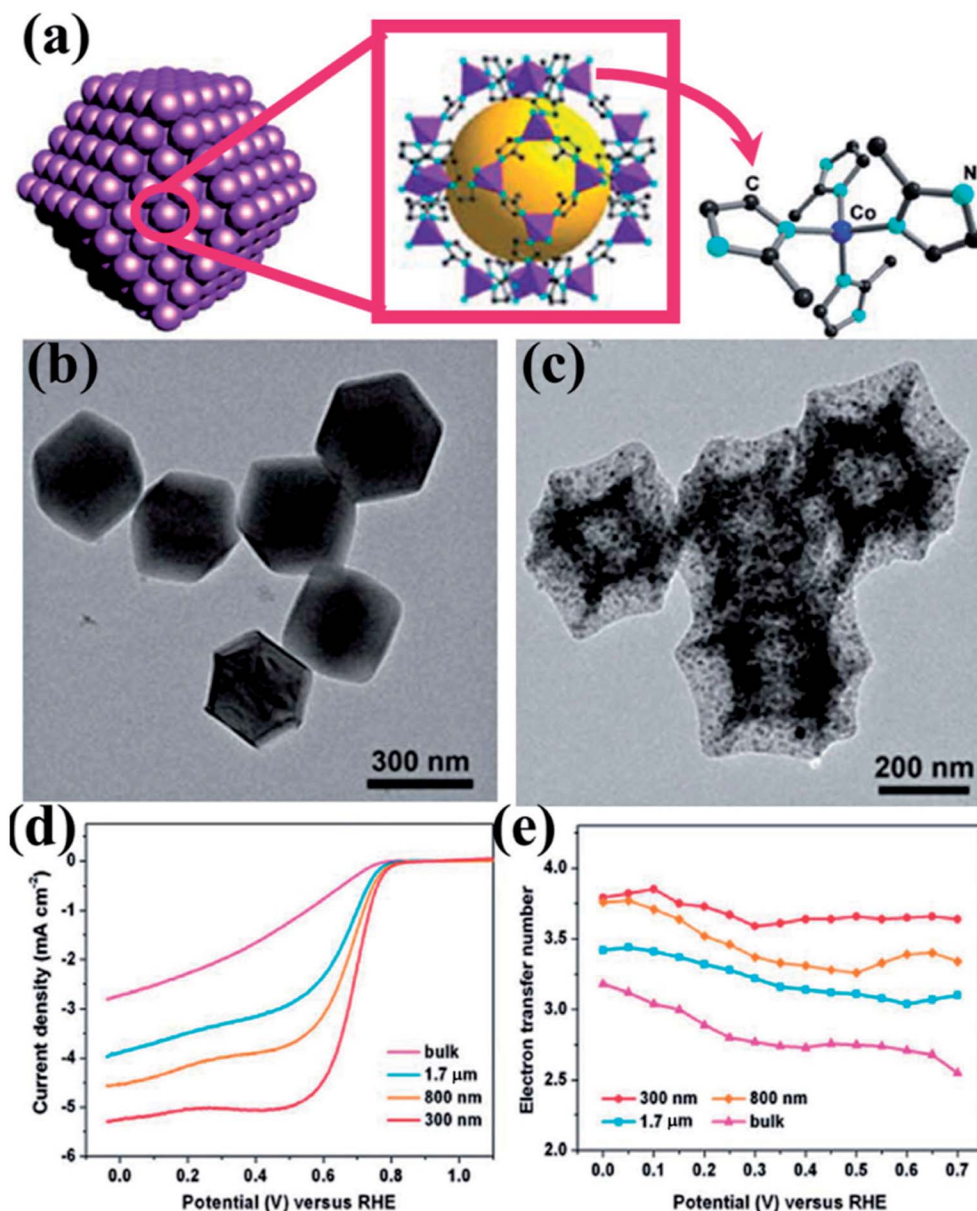 (a)
C
N
Co
(b)
(c)
300 nm
200 nm
(d)
(e)
0
-1
-2
-3
-4
-5
-6
Current density (mA cm⁻²)
bulk
1.7 μm
800 nm
300 nm
0.0 0.2 0.4 0.6 0.8 1.0
Potential (V) versus RHE
4.0
3.5
3.0
2.5
2.0
Electron transfer number
300 nm 800 nm
1.7 μm bulk
0.0 0.1 0.2 0.3 0.4 0.5 0.6 0.7
Potential (V) versus RHE